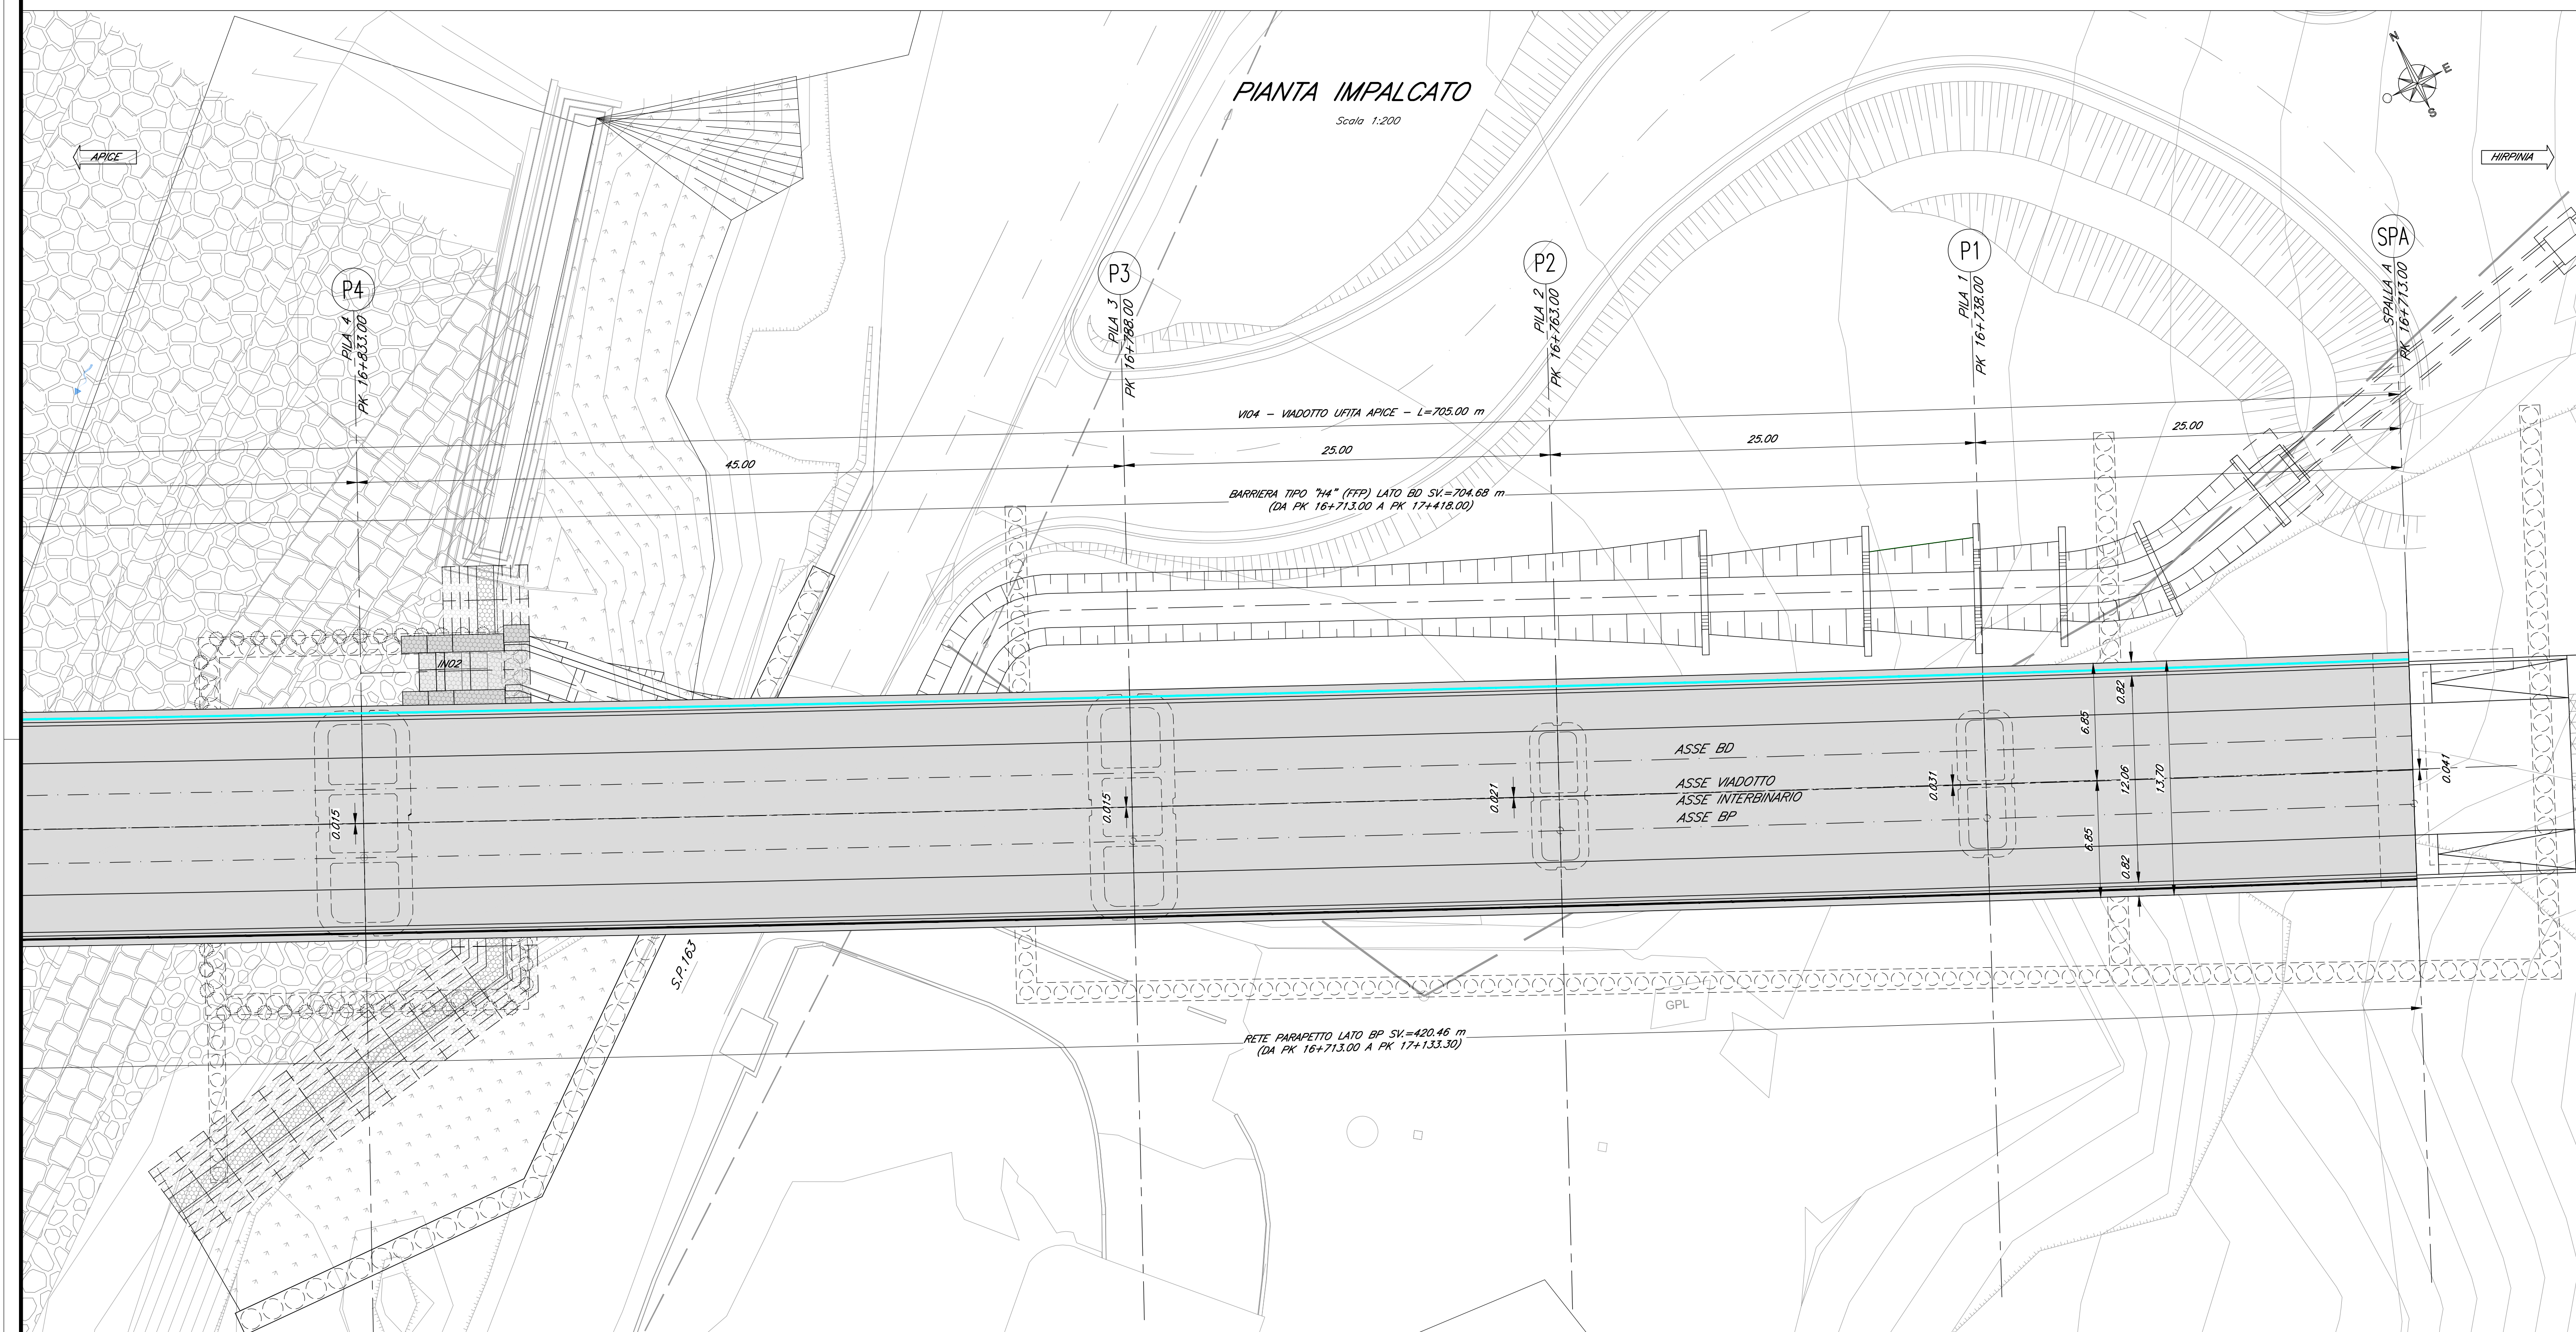 PIANTA IMPALCATO
Scala 1:200
N
E
S
O
APICE
HIRPINIA
P4
PILA 4
PK 16+833.00
P3
PILA 3
PK 16+788.00
P2
PILA 2
PK 16+763.00
P1
PILA 1
PK 16+738.00
SPA
SPALLA A
PK 16+713.00
VI04 - VIADOTTO UFITA APICE - L=705.00 m
45.00
25.00
25.00
25.00
BARRIERA TIPO "H4" (FFP) LATO BD SV.=704.68 m
(DA PK 16+713.00 A PK 17+418.00)
IN02
ASSE BD
ASSE VIADOTTO
ASSE INTERBINARIO
ASSE BP
0.015
0.015
0.021
0.031
0.041
6.85
6.85
0.82
12.06
0.82
13.70
S.P.163
GPL
RETE PARAPETTO LATO BP SV.=420.46 m
(DA PK 16+713.00 A PK 17+133.30)